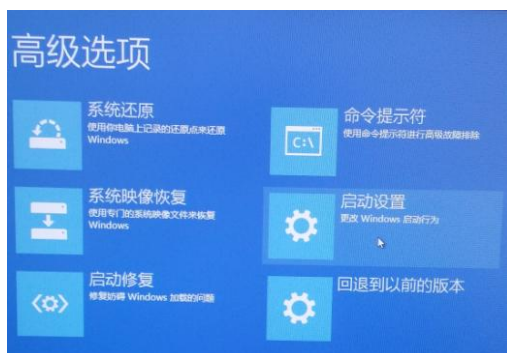 高级选项
系统还原
使用你电脑上记录的还原点来还原
Windows
命令提示符
使用命令提示符进行高级故障排除
C:\
系统映像恢复
使用专门的系统映像文件来恢复
Windows
启动设置
更改 Windows 启动行为
启动修复
修复妨碍 Windows 加载的问题
回退到以前的版本